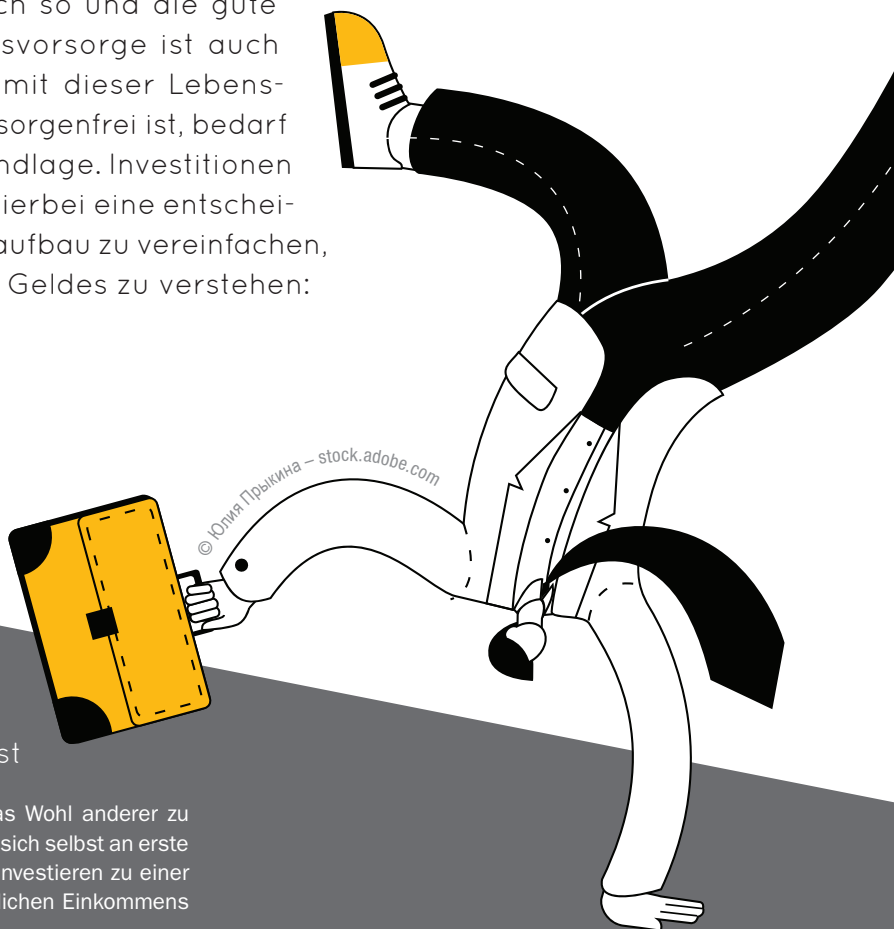 ch so und die gute
svorsorge ist auch
mit dieser Lebens-
sorgenfrei ist, bedarf
ndlage. Investitionen
ierbei eine entschei-
aufbau zu vereinfachen,
Geldes zu verstehen:
© Юлия Прыкина – stock.adobe.com
st
as Wohl anderer zu
sich selbst an erste
nvestieren zu einer
lichen Einkommens